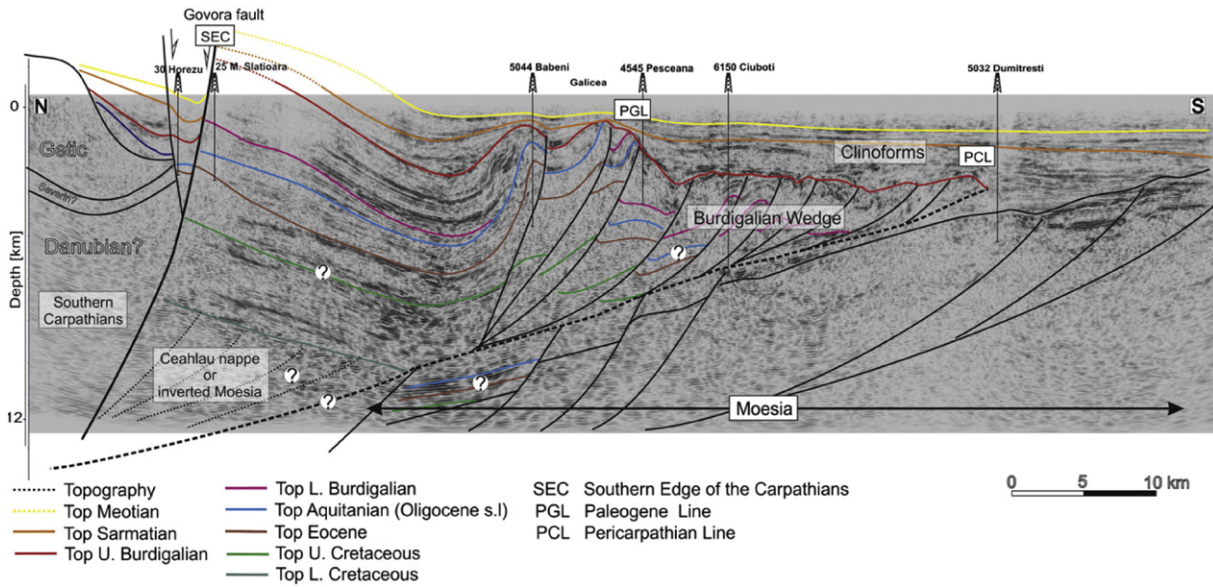 Govora fault
SEC
30 Horezu
25 M. Slatioara
5044 Babeni
Galicea
4545 Pesceana
6150 Ciuboti
5032 Dumitresti
0
N
S
PGL
Clinoforms
PCL
Getic
Severin?
Burdigalian Wedge
Danubian?
?
?
Depth [km]
Southern
Carpathians
Ceahlau nappe
or
inverted Moesia
?
?
?
Moesia
12
Topography
Top Meotian
Top Sarmatian
Top U. Burdigalian
Top L. Burdigalian
Top Aquitanian (Oligocene s.l)
Top Eocene
Top U. Cretaceous
Top L. Cretaceous
SEC Southern Edge of the Carpathians
PGL Paleogene Line
PCL Pericarpathian Line
0 5 10 km